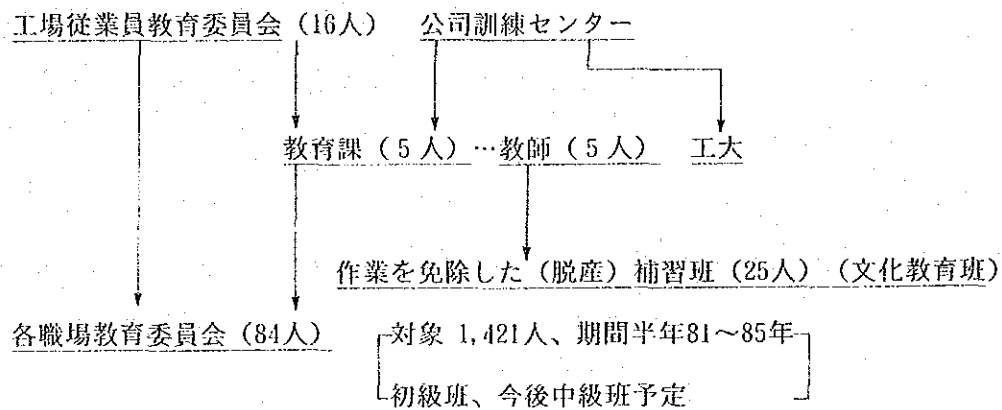 工場従業員教育委員会(16人) 公司訓練センター
教育課(5人)…教師(5人) 工大
作業を免除した(脱産)補習班(25人)(文化教育班)
各職場教育委員会(84人) 対象 1,421人、期間半年81〜85年
初級班、今後中級班予定